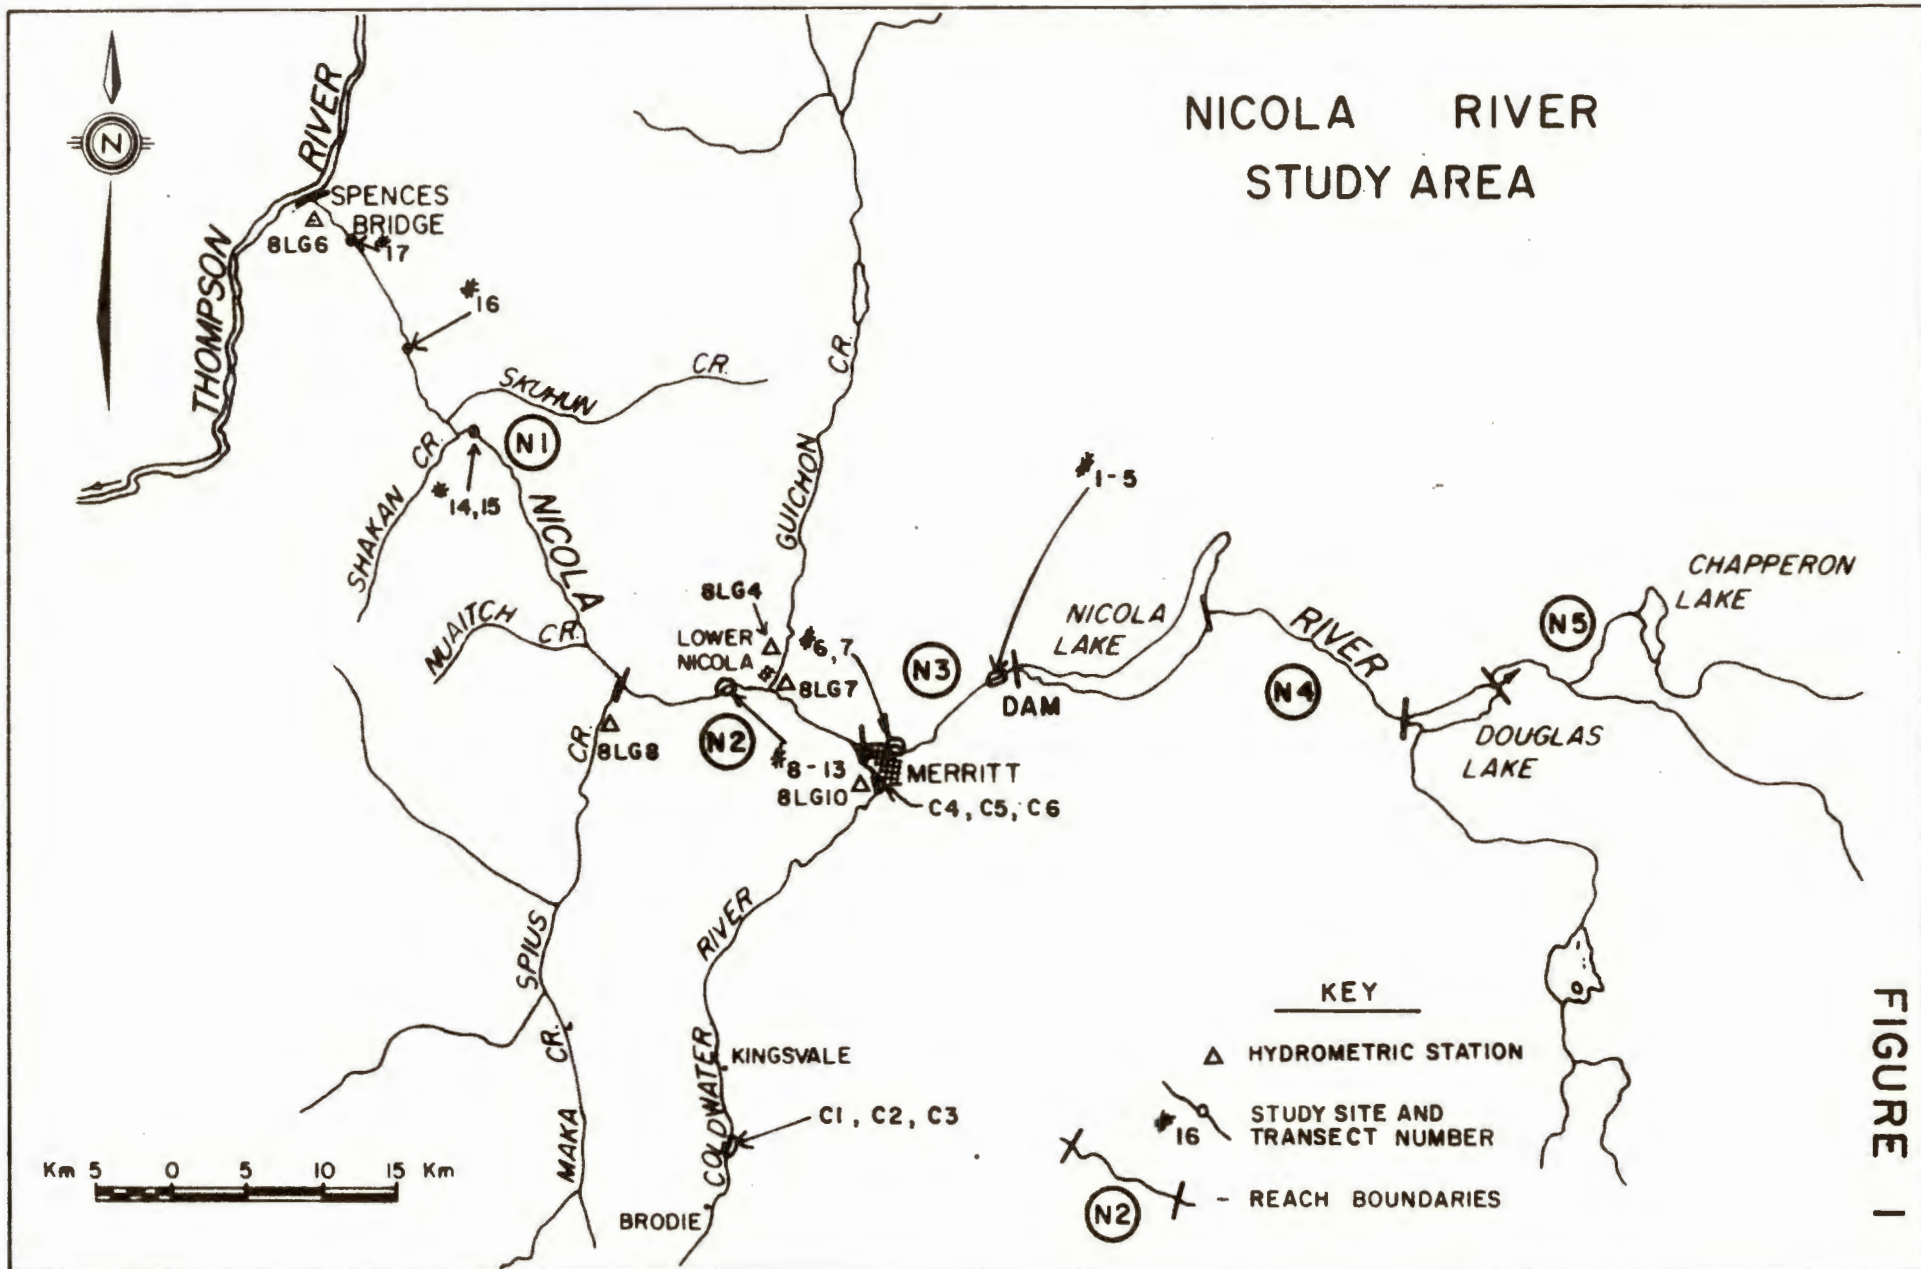 NICOLA RIVER
STUDY AREA
N
THOMPSON RIVER
SPENCES
BRIDGE
8LG6
#17
#16
SKUHUN CR.
N1
SHAKAN CR.
#14,15
NICOLA
GUICHON CR.
#1-5
NUAITCH CR.
8LG4
LOWER
NICOLA
8LG7
#6,7
N3
NICOLA
LAKE
DAM
RIVER
N4
N5
CHAPPERON
LAKE
DOUGLAS
LAKE
8LG8
N2
#8-13
8LG10
MERRITT
C4, C5, C6
SPIUS CR.
MAKA CR.
COLDWATER RIVER
KINGSVALE
C1, C2, C3
BRODIE
Km 5 0 5 10 15 Km
KEY
HYDROMETRIC STATION
#16
STUDY SITE AND
TRANSECT NUMBER
N2
- REACH BOUNDARIES
FIGURE 1